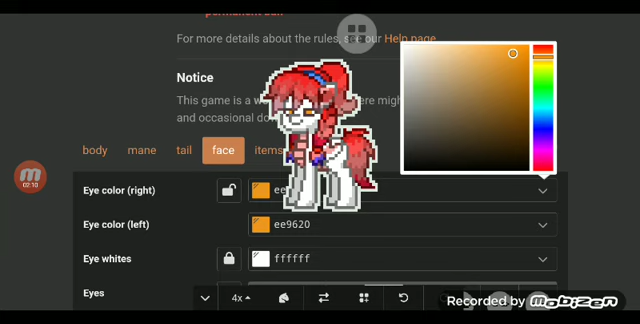 permanent ban
For more details about the rules, see our Help page
Notice
This game is a w
ere migh
and occasional do
body mane tail face items
02:10
Eye color (right) ee
Eye color (left) ee9620
Eye whites ffffff
Eyes
4x
Recorded by MOBIZEN